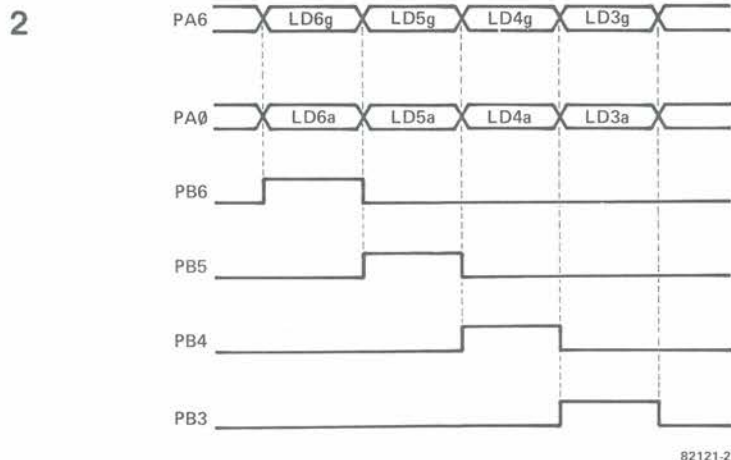 2
PA6 LD6g LD5g LD4g LD3g
PAØ LD6a LD5a LD4a LD3a
PB6
PB5
PB4
PB3
82121-2